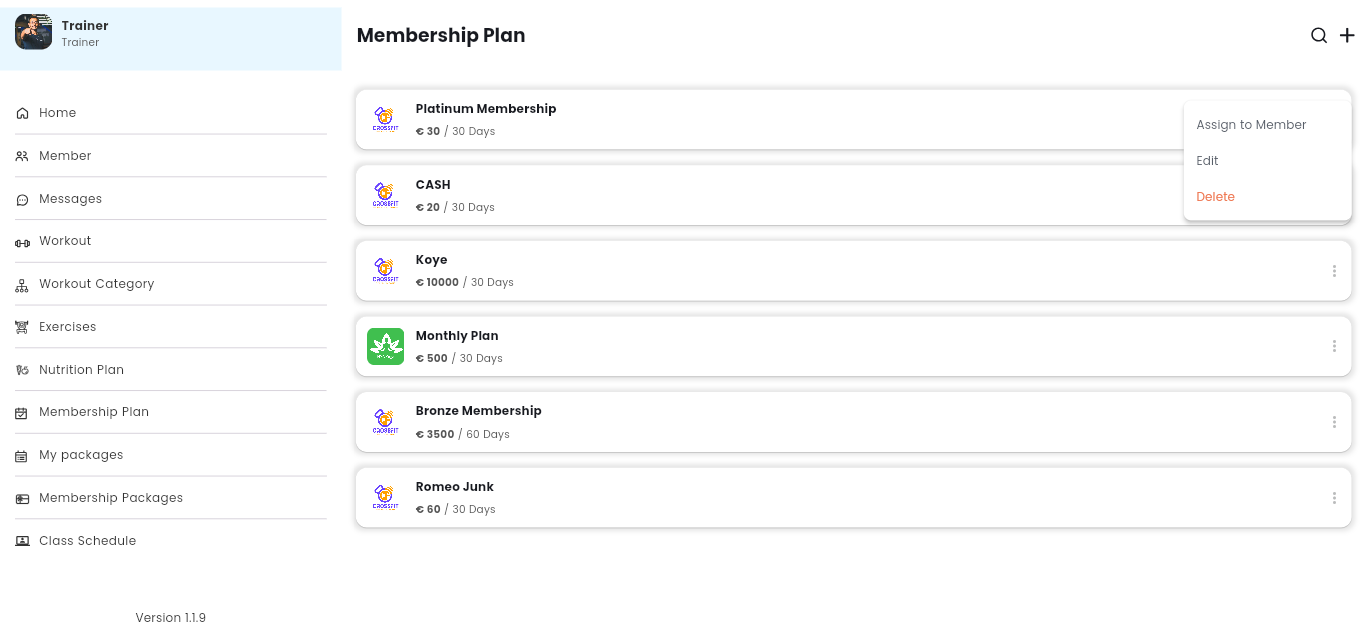 Trainer
Trainer
Home
Member
Messages
Workout
Workout Category
Exercises
Nutrition Plan
Membership Plan
My packages
Membership Packages
Class Schedule
Version 1.1.9
Membership Plan
Platinum Membership
€ 30 / 30 Days
Assign to Member
Edit
Delete
CASH
€ 20 / 30 Days
Koye
€ 10000 / 30 Days
Monthly Plan
€ 500 / 30 Days
Bronze Membership
€ 3500 / 60 Days
Romeo Junk
€ 60 / 30 Days